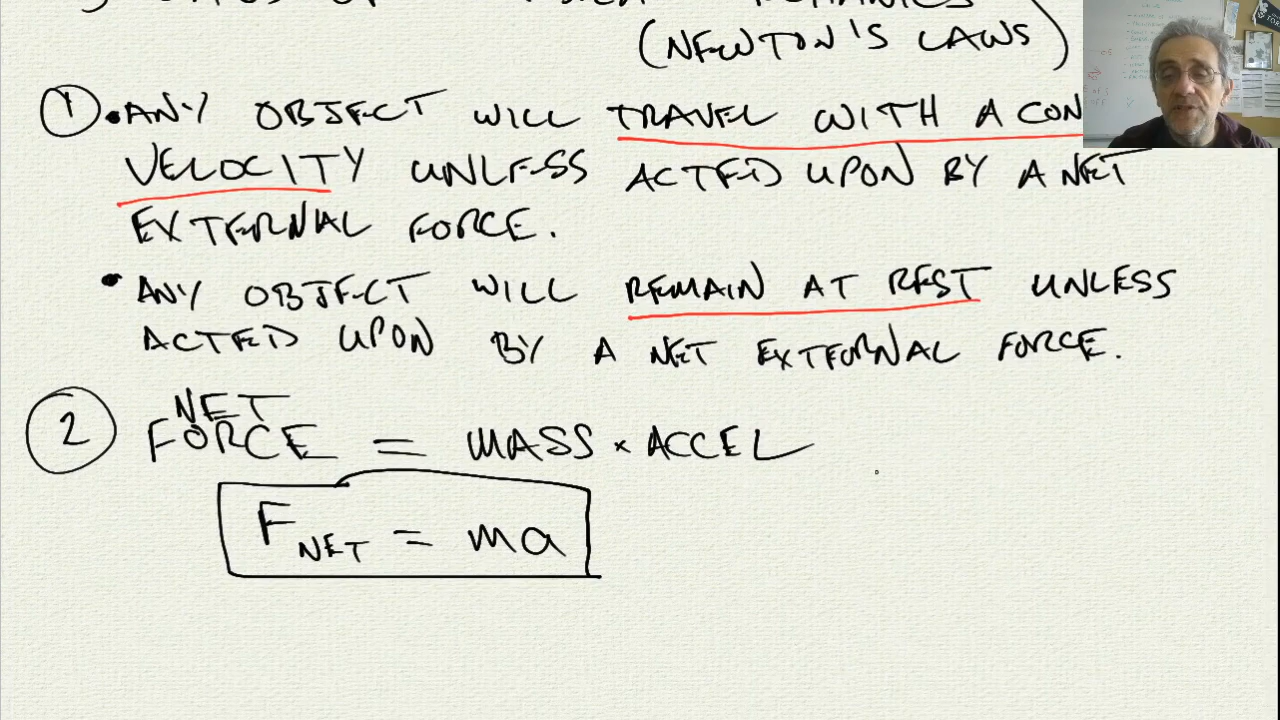 (NEWTON'S LAWS)
① • ANY OBJECT WILL TRAVEL WITH A CON
VELOCITY UNLESS ACTED UPON BY A NET
EXTERNAL FORCE.
• ANY OBJECT WILL REMAIN AT REST UNLESS
ACTED UPON BY A NET EXTERNAL FORCE.
② NET
FORCE = MASS × ACCEL
F NET = ma